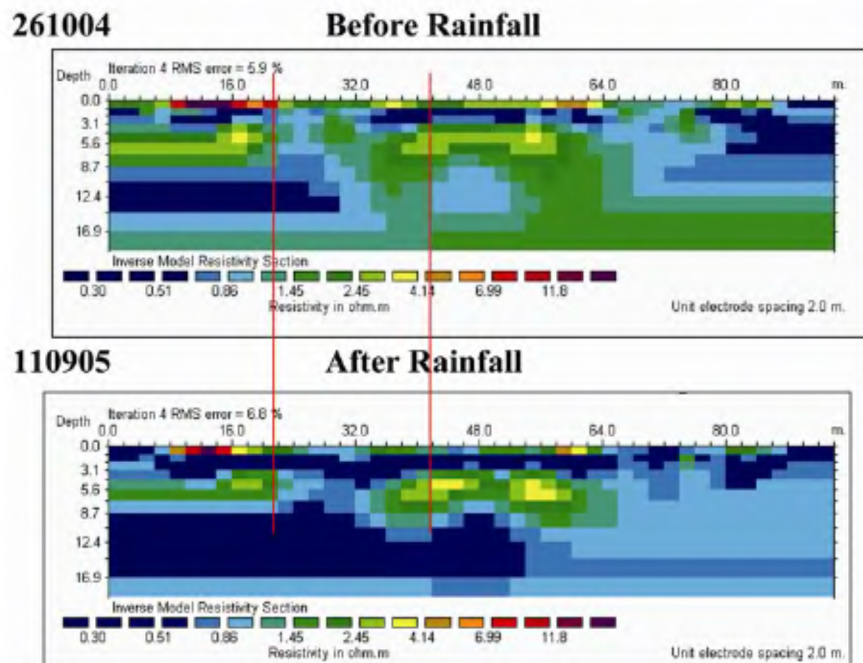 261004 Before Rainfall
Iteration 4 RMS error = 5.9 %
Depth 0.0 16.0 32.0 48.0 64.0 80.0 m.
0.0
3.1
5.6
8.7
12.4
16.9
Inverse Model Resistivity Section
0.30 0.51 0.86 1.45 2.45 4.14 6.99 11.8
Resistivity in ohm.m Unit electrode spacing 2.0 m.
110905 After Rainfall
Iteration 4 RMS error = 6.8 %
Depth 0.0 16.0 32.0 48.0 64.0 80.0 m.
0.0
3.1
5.6
8.7
12.4
16.9
Inverse Model Resistivity Section
0.30 0.51 0.86 1.45 2.45 4.14 6.99 11.8
Resistivity in ohm.m Unit electrode spacing 2.0 m.